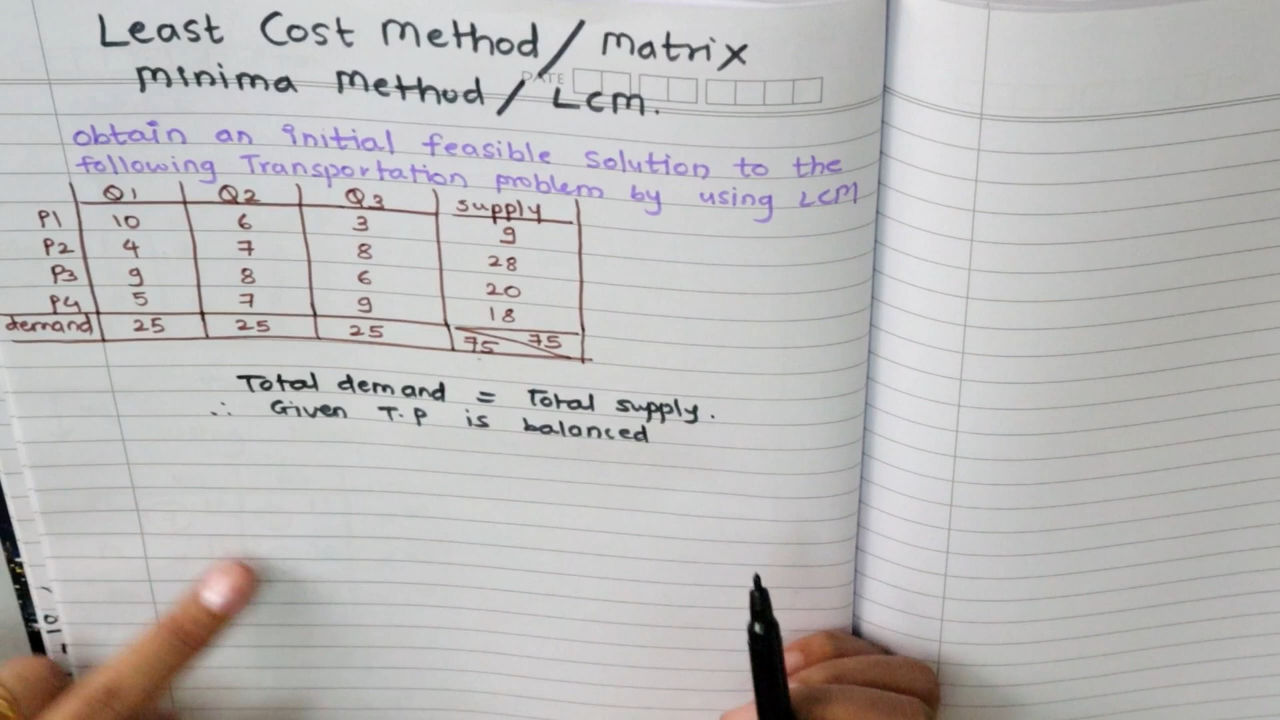 Least Cost Method / Matrix
DATE
minima Method / Lcm.
obtain an initial feasible solution to the
following Transportation problem by using LCM
Q1 Q2 Q3 supply
P1 10 6 3 9
P2 4 7 8 28
P3 9 8 6 20
P4 5 7 9 18
demand 25 25 25 75 75
Total demand = Total supply.
∴ Given T.P is balanced